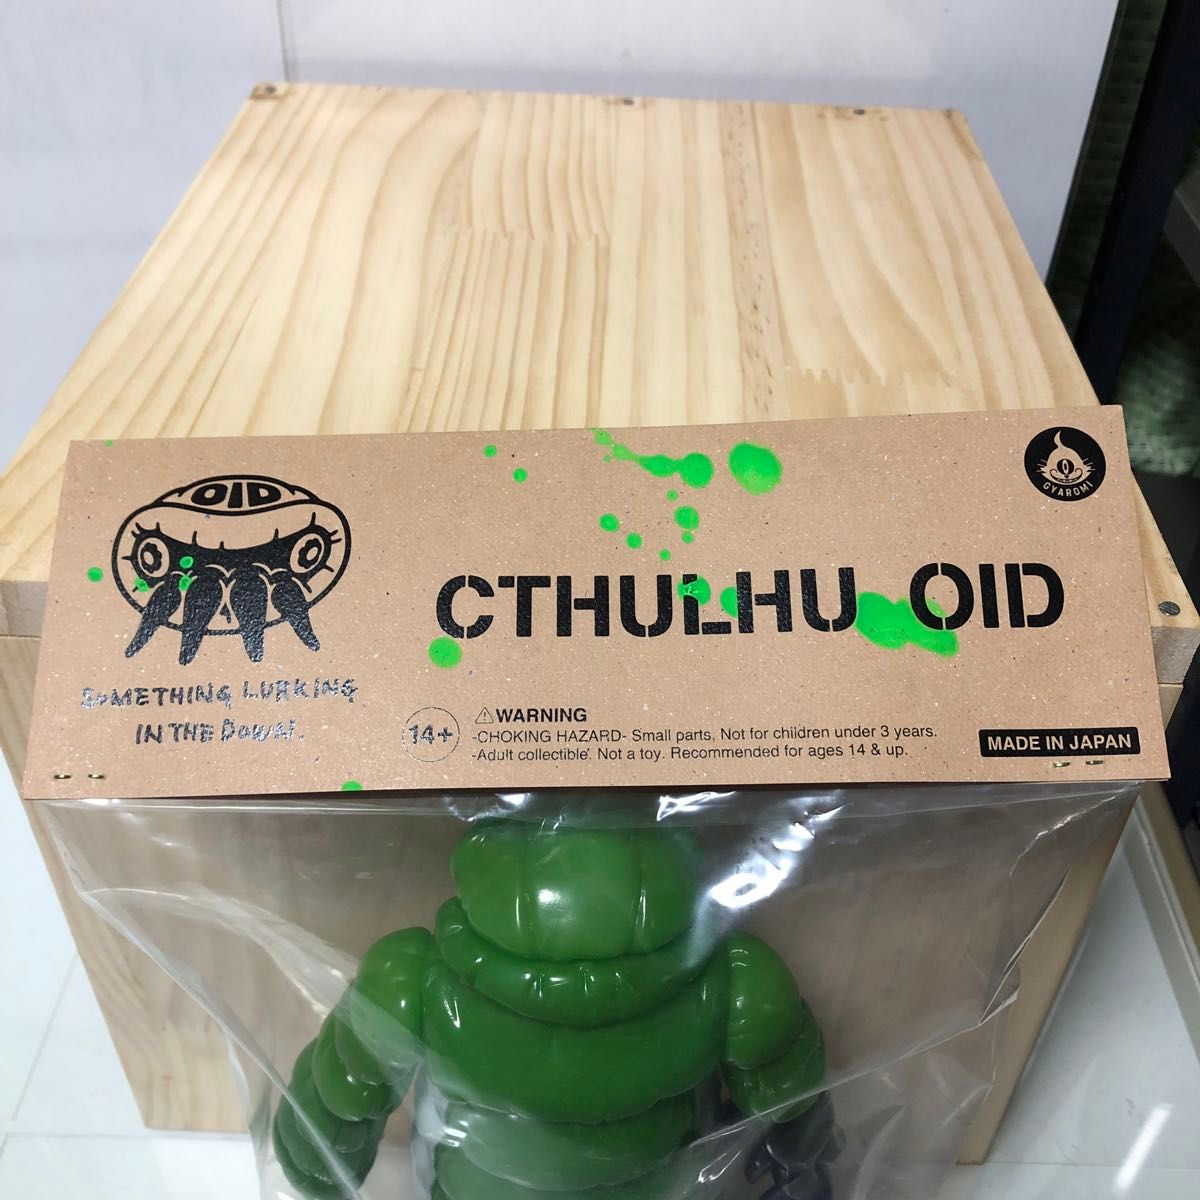 OID
GYAROMI
CTHULHU OID
SOMETHING LURKING
IN THE DOWN.
14+
⚠WARNING
-CHOKING HAZARD- Small parts. Not for children under 3 years.
-Adult collectible. Not a toy. Recommended for ages 14 & up.
MADE IN JAPAN